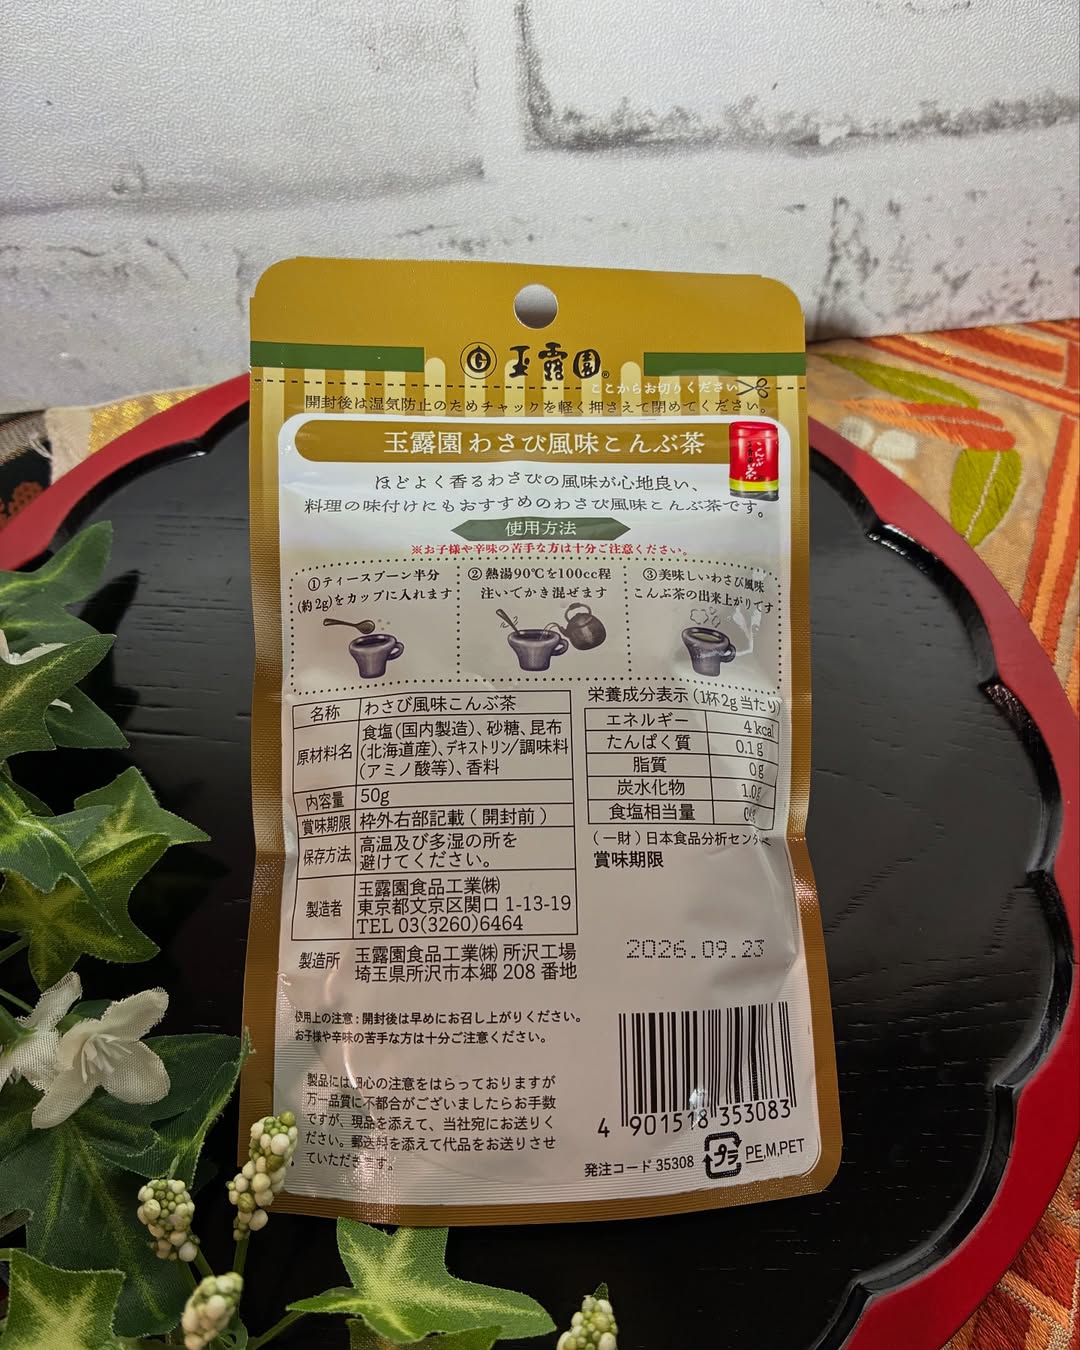 玉露園®
ここからお切りください
開封後は湿気防止のためチャックを軽く押さえて閉めてください。
玉露園 わさび風味こんぶ茶
こんぶ茶
ほどよく香るわさびの風味が心地良い、
料理の味付けにもおすすめのわさび風味こんぶ茶です。
使用方法
※お子様や辛味の苦手な方は十分ご注意ください。
①ティースプーン半分
(約2g)をカップに入れます
②熱湯90℃を100cc程
注いでかき混ぜます
③美味しいわさび風味
こんぶ茶の出来上がりです
名称 わさび風味こんぶ茶
原材料名 食塩(国内製造)、砂糖、昆布
(北海道産)、デキストリン/調味料
(アミノ酸等)、香料
内容量 50g
賞味期限 枠外右部記載(開封前)
保存方法 高温及び多湿の所を
避けてください。
製造者 玉露園食品工業㈱
東京都文京区関口 1-13-19
TEL 03(3260)6464
製造所 玉露園食品工業㈱ 所沢工場
埼玉県所沢市本郷 208 番地
栄養成分表示(1杯2g当たり)
エネルギー 4kcal
たんぱく質 0.1g
脂質 0g
炭水化物 1.0g
食塩相当量
(一財)日本食品分析センター
賞味期限
2026.09.23
使用上の注意:開封後は早めにお召し上がりください。
お子様や辛味の苦手な方は十分ご注意ください。
製品には細心の注意をはらっておりますが
万一品質に不都合がございましたらお手数
ですが、現品を添えて、当社宛にお送りく
ださい。郵送料を添えて代品をお送りさせ
ていただきます。
4 901518 353083
発注コード 35308
プラ
PE,M,PET